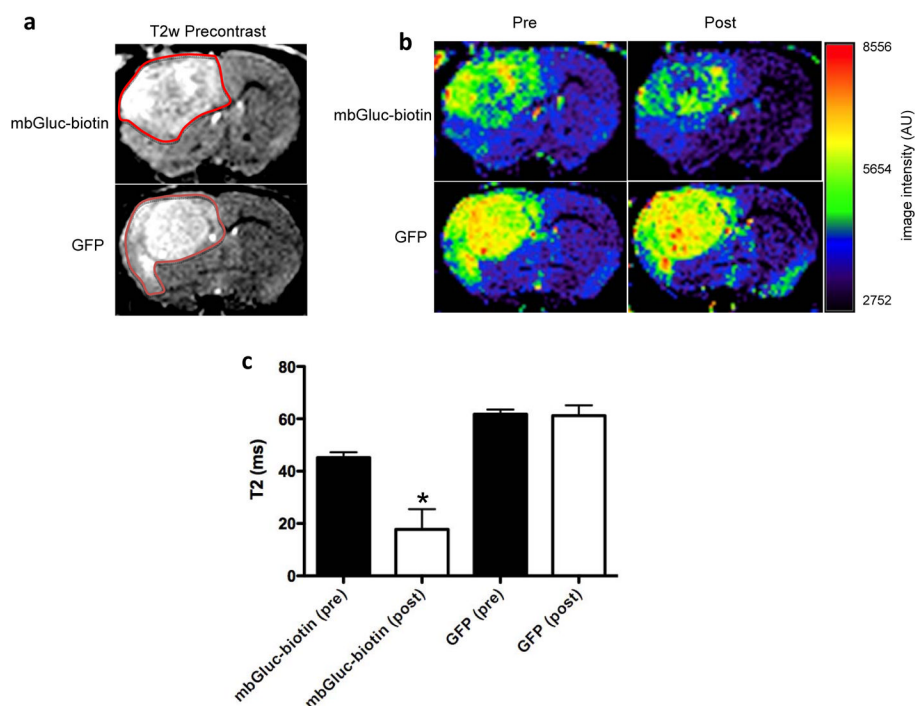 a
T2w Precontrast
mbGluc-biotin
GFP
b
Pre
Post
mbGluc-biotin
GFP
8556
5654
2752
image intensity (AU)
c
80
60
40
20
0
T2 (ms)
*
mbGluc-biotin (pre)
mbGluc-biotin (post)
GFP (pre)
GFP (post)